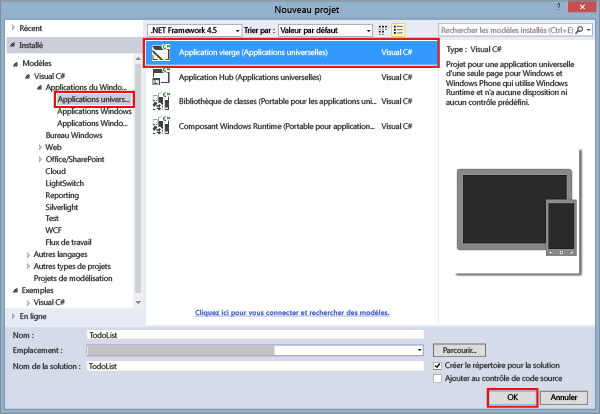 Nouveau projet
? ×
Récent
.NET Framework 4.5 Trier par : Valeur par défaut
Rechercher les modèles installés (Ctrl+E)
Installé
Modèles
Visual C#
Applications du Windo...
Applications univers...
Applications Windows
Applications Windo...
Bureau Windows
Web
Office/SharePoint
Cloud
LightSwitch
Reporting
Silverlight
Test
WCF
Flux de travail
Autres langages
Autres types de projets
Projets de modélisation
Exemples
Visual C#
En ligne
Application vierge (Applications universelles) Visual C#
Application Hub (Applications universelles) Visual C#
Bibliothèque de classes (Portable pour les applications uni... Visual C#
Composant Windows Runtime (Portable pour application... Visual C#
Cliquez ici pour vous connecter et rechercher des modèles.
Type : Visual C#
Projet pour une application universelle
d'une seule page pour Windows et
Windows Phone qui utilise Windows
Runtime et n'a aucune disposition ni
aucun contrôle prédéfini.
Nom : TodoList
Emplacement :
Parcourir...
Nom de la solution : TodoList
Créer le répertoire pour la solution
Ajouter au contrôle de code source
OK Annuler